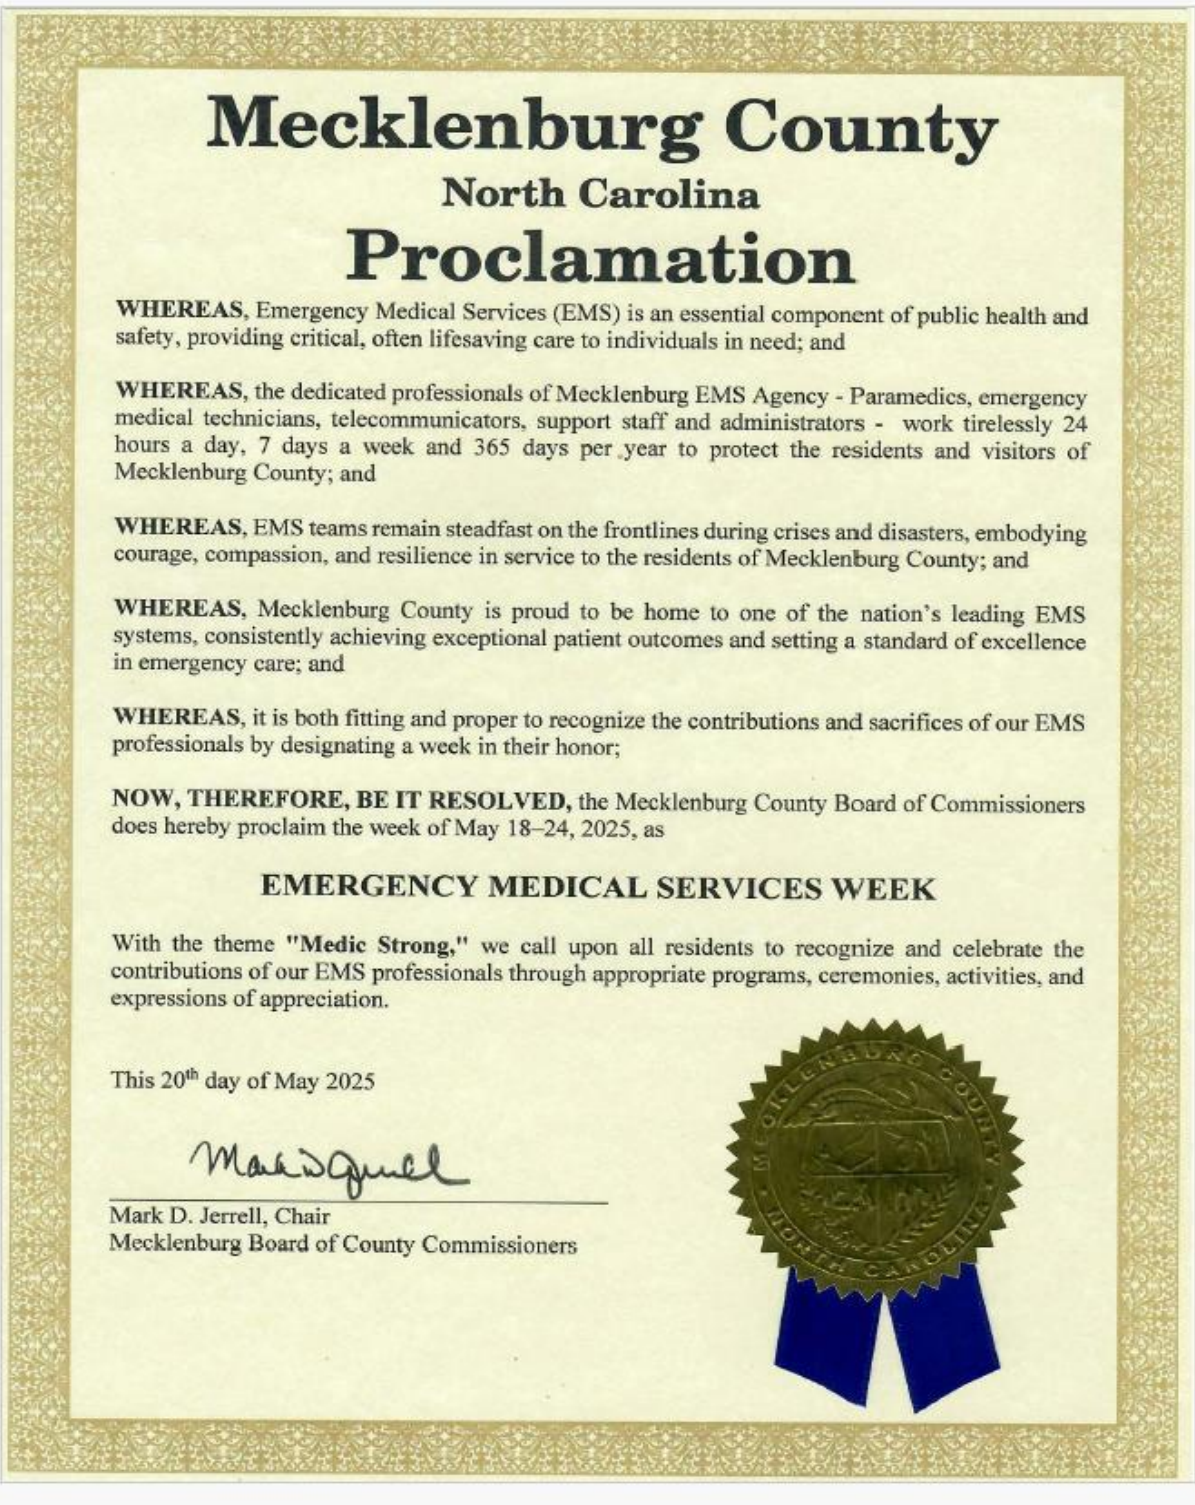 Mecklenburg County
North Carolina
Proclamation
WHEREAS, Emergency Medical Services (EMS) is an essential component of public health and
safety, providing critical, often lifesaving care to individuals in need; and
WHEREAS, the dedicated professionals of Mecklenburg EMS Agency - Paramedics, emergency
medical technicians, telecommunicators, support staff and administrators - work tirelessly 24
hours a day, 7 days a week and 365 days per year to protect the residents and visitors of
Mecklenburg County; and
WHEREAS, EMS teams remain steadfast on the frontlines during crises and disasters, embodying
courage, compassion, and resilience in service to the residents of Mecklenburg County; and
WHEREAS, Mecklenburg County is proud to be home to one of the nation’s leading EMS
systems, consistently achieving exceptional patient outcomes and setting a standard of excellence
in emergency care; and
WHEREAS, it is both fitting and proper to recognize the contributions and sacrifices of our EMS
professionals by designating a week in their honor;
NOW, THEREFORE, BE IT RESOLVED, the Mecklenburg County Board of Commissioners
does hereby proclaim the week of May 18–24, 2025, as
EMERGENCY MEDICAL SERVICES WEEK
With the theme "Medic Strong," we call upon all residents to recognize and celebrate the
contributions of our EMS professionals through appropriate programs, ceremonies, activities, and
expressions of appreciation.
This 20th day of May 2025
Mark D Jerrell
Mark D. Jerrell, Chair
Mecklenburg Board of County Commissioners
MECKLENBURG COUNTY
NORTH CAROLINA